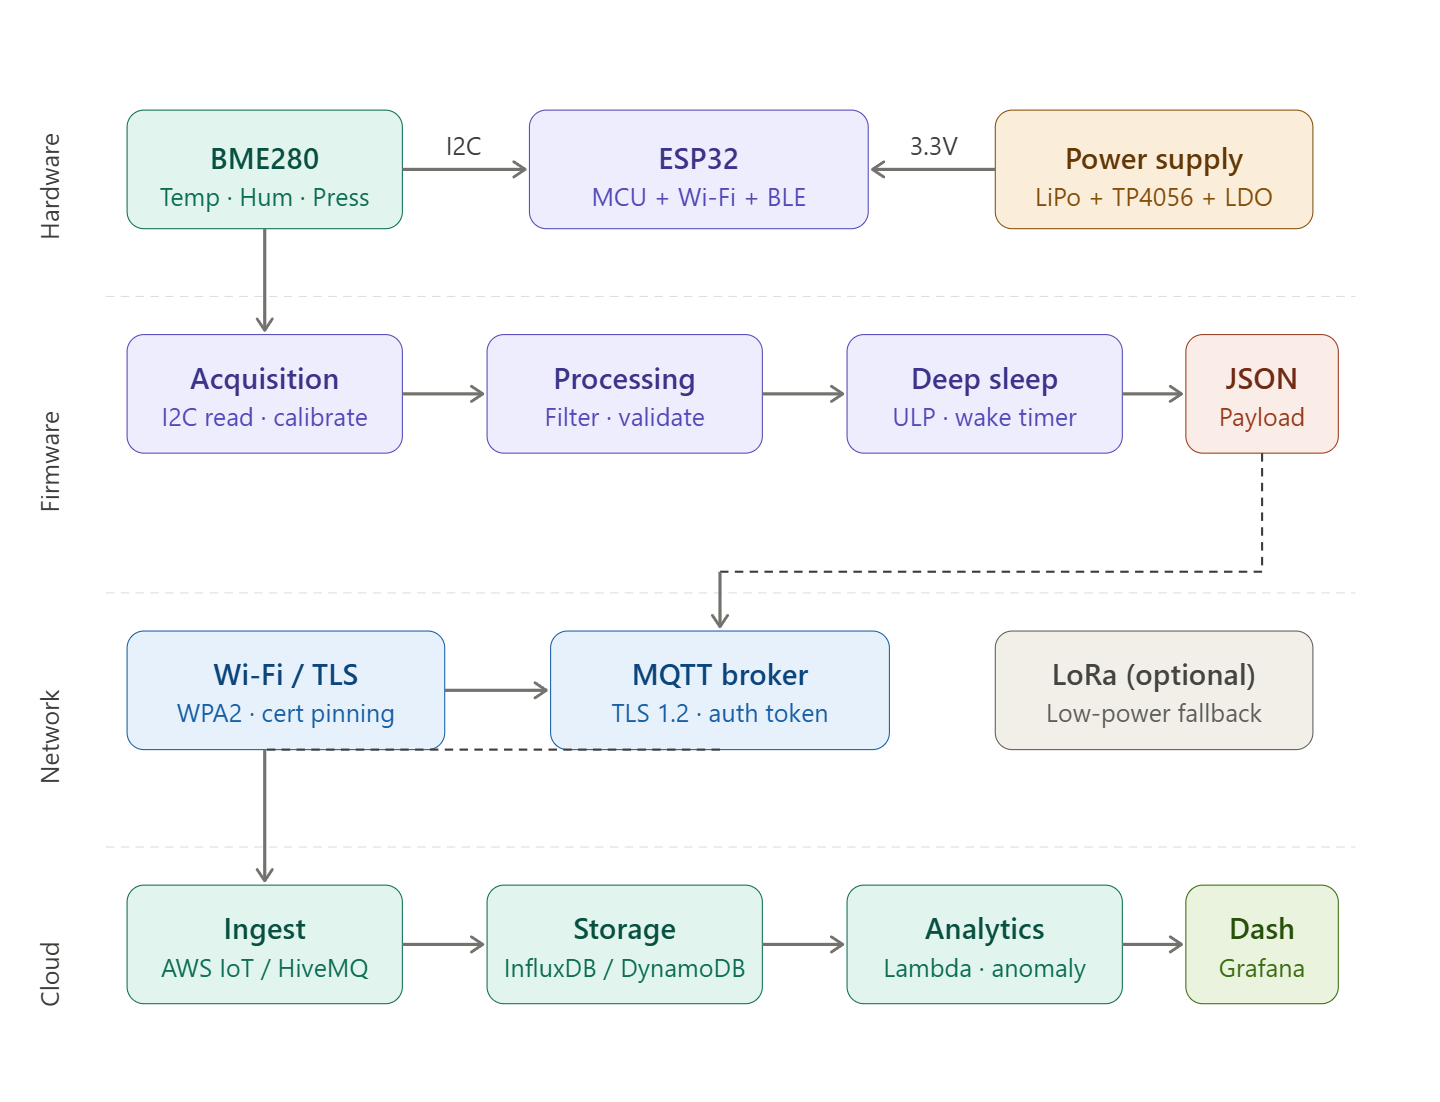 Hardware
BME280
Temp · Hum · Press
I2C
ESP32
MCU + Wi-Fi + BLE
3.3V
Power supply
LiPo + TP4056 + LDO
Firmware
Acquisition
I2C read · calibrate
Processing
Filter · validate
Deep sleep
ULP · wake timer
JSON
Payload
Network
Wi-Fi / TLS
WPA2 · cert pinning
MQTT broker
TLS 1.2 · auth token
LoRa (optional)
Low-power fallback
Cloud
Ingest
AWS IoT / HiveMQ
Storage
InfluxDB / DynamoDB
Analytics
Lambda · anomaly
Dash
Grafana